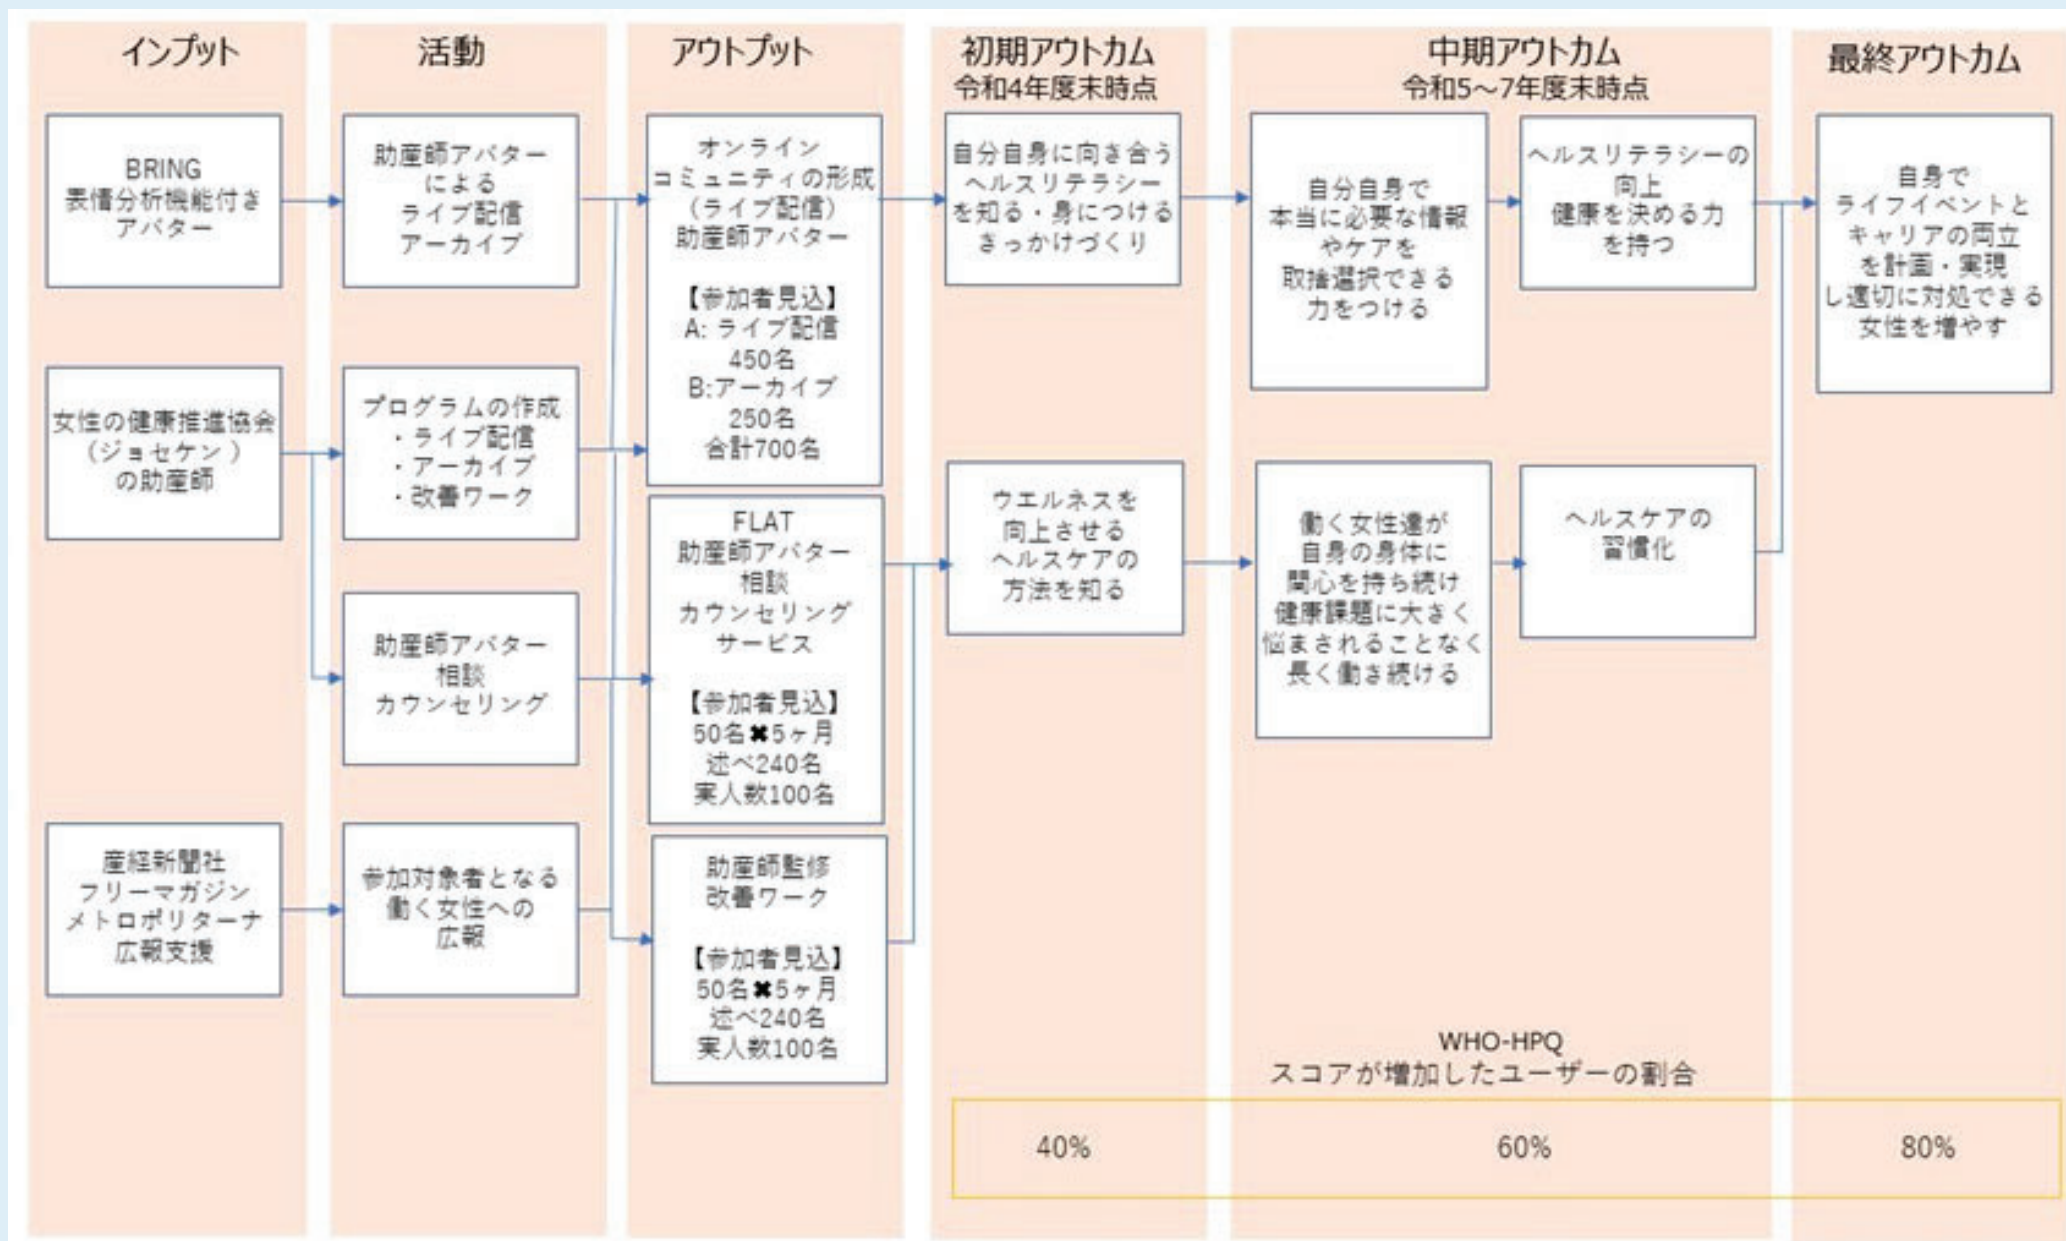 インプット
BRING
表情分析機能付き
アバター
女性の健康推進協会
（ジョセケン）
の助産師
産経新聞社
フリーマガジン
メトロポリターナ
広報支援
活動
助産師アバター
による
ライブ配信
アーカイブ
プログラムの作成
・ライブ配信
・アーカイブ
・改善ワーク
助産師アバター
相談
カウンセリング
参加対象者となる
働く女性への
広報
アウトプット
オンライン
コミュニティの形成
（ライブ配信）
助産師アバター
【参加者見込】
A: ライブ配信
450名
B:アーカイブ
250名
合計700名
FLAT
助産師アバター
相談
カウンセリング
サービス
【参加者見込】
50名✖5ヶ月
述べ240名
実人数100名
助産師監修
改善ワーク
【参加者見込】
50名✖5ヶ月
述べ240名
実人数100名
初期アウトカム
令和4年度末時点
自分自身に向き合う
ヘルスリテラシー
を知る・身につける
きっかけづくり
ウエルネスを
向上させる
ヘルスケアの
方法を知る
中期アウトカム
令和5～7年度末時点
自分自身で
本当に必要な情報
やケアを
取捨選択できる
力をつける
ヘルスリテラシーの
向上
健康を決める力
を持つ
働く女性達が
自身の身体に
関心を持ち続け
健康課題に大きく
悩まされることなく
長く働き続ける
ヘルスケアの
習慣化
最終アウトカム
自身で
ライフイベントと
キャリアの両立
を計画・実現
し適切に対処できる
女性を増やす
WHO-HPQ
スコアが増加したユーザーの割合
40%
60%
80%